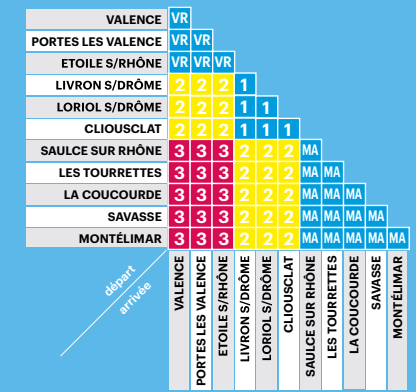 VALENCE VR
PORTES LES VALENCE VR VR
ETOILE S/RHÔNE VR VR VR
LIVRON S/DRÔME 2 2 2 1
LORIOL S/DRÔME 2 2 2 1 1
CLIOUSCLAT 2 2 2 1 1 1
SAULCE SUR RHÔNE 3 3 3 2 2 2 MA
LES TOURRETTES 3 3 3 2 2 2 MA MA
LA COUCOURDE 3 3 3 2 2 2 MA MA MA
SAVASSE 3 3 3 2 2 2 MA MA MA MA
MONTÉLIMAR 3 3 3 2 2 2 MA MA MA MA MA
départ
arrivée
VALENCE
PORTES LES VALENCE
ETOILE S/RHÔNE
LIVRON S/DRÔME
LORIOL S/DRÔME
CLIOUSCLAT
SAULCE SUR RHÔNE
LES TOURRETTES
LA COUCOURDE
SAVASSE
MONTÉLIMAR